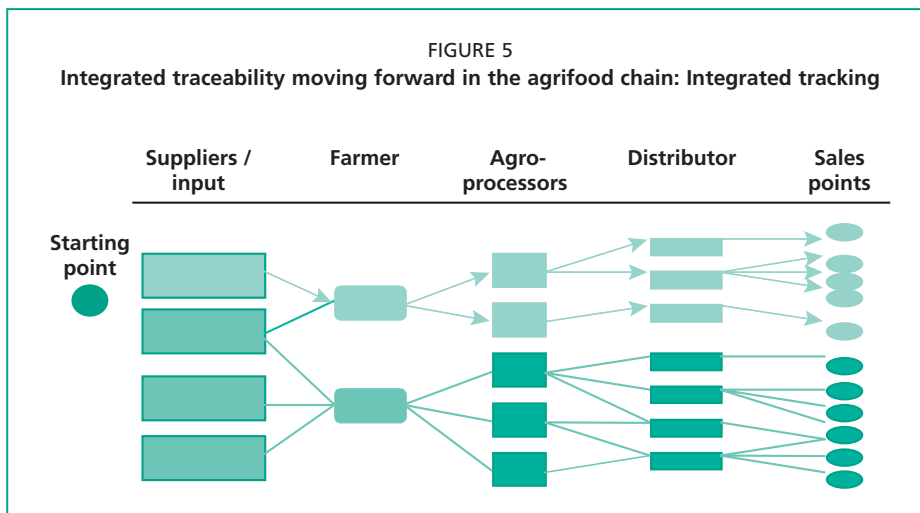 FIGURE 5
Integrated traceability moving forward in the agrifood chain: Integrated tracking
Suppliers /
input
Farmer
Agro-
processors
Distributor
Sales
points
Starting
point